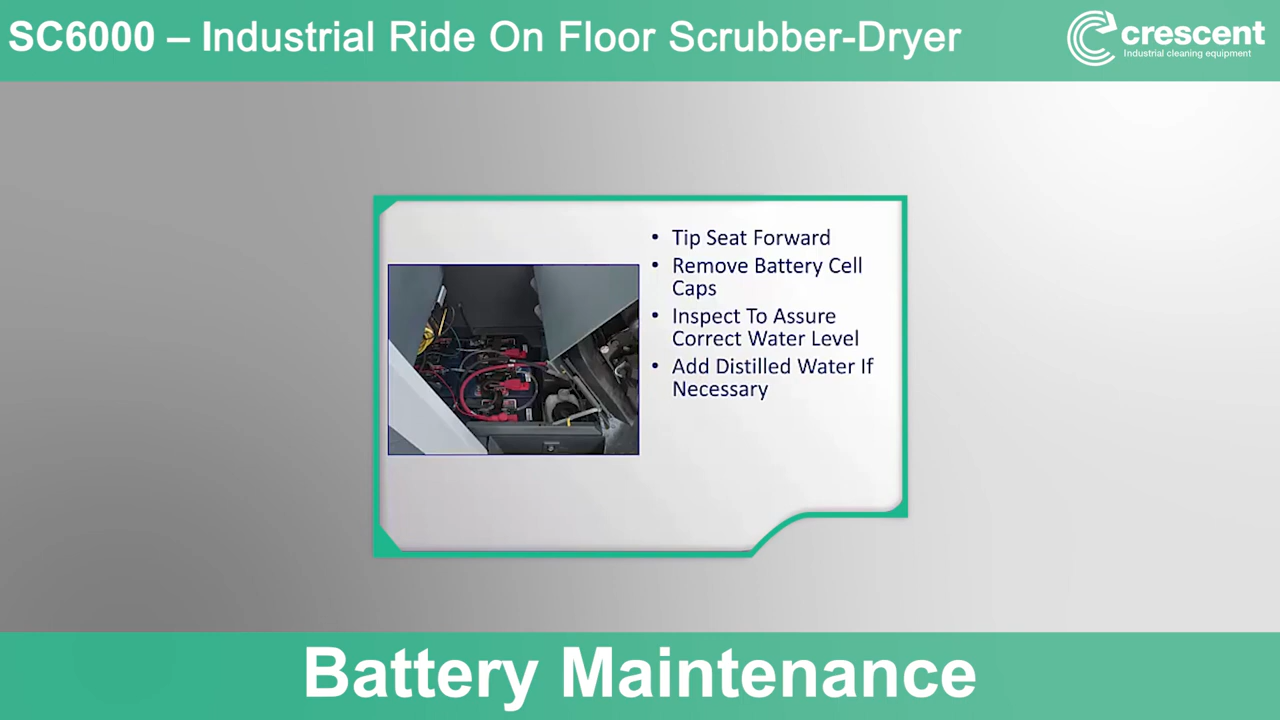 SC6000 – Industrial Ride On Floor Scrubber-Dryer
crescent
Industrial cleaning equipment
• Tip Seat Forward
• Remove Battery Cell
Caps
• Inspect To Assure
Correct Water Level
• Add Distilled Water If
Necessary
Battery Maintenance